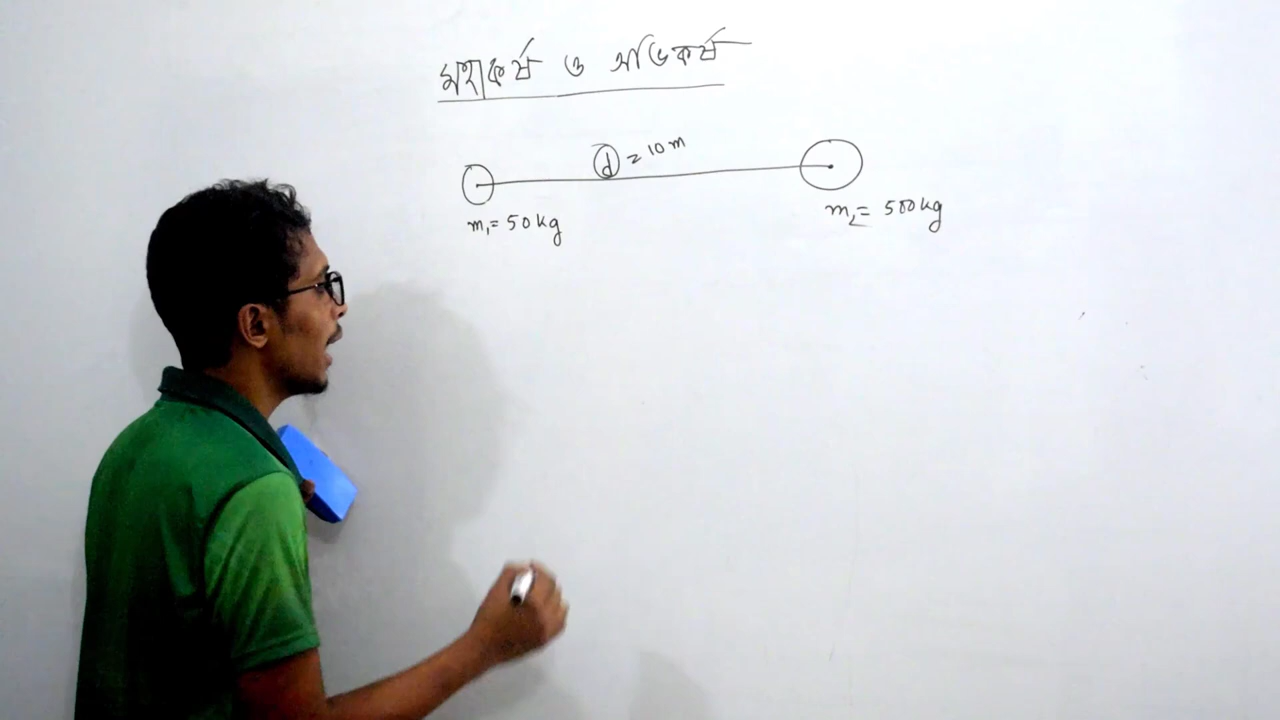 মহাকর্ষ ও অভিকর্ষ
d = 10 m
m₁ = 50 kg
m₂ = 500 kg